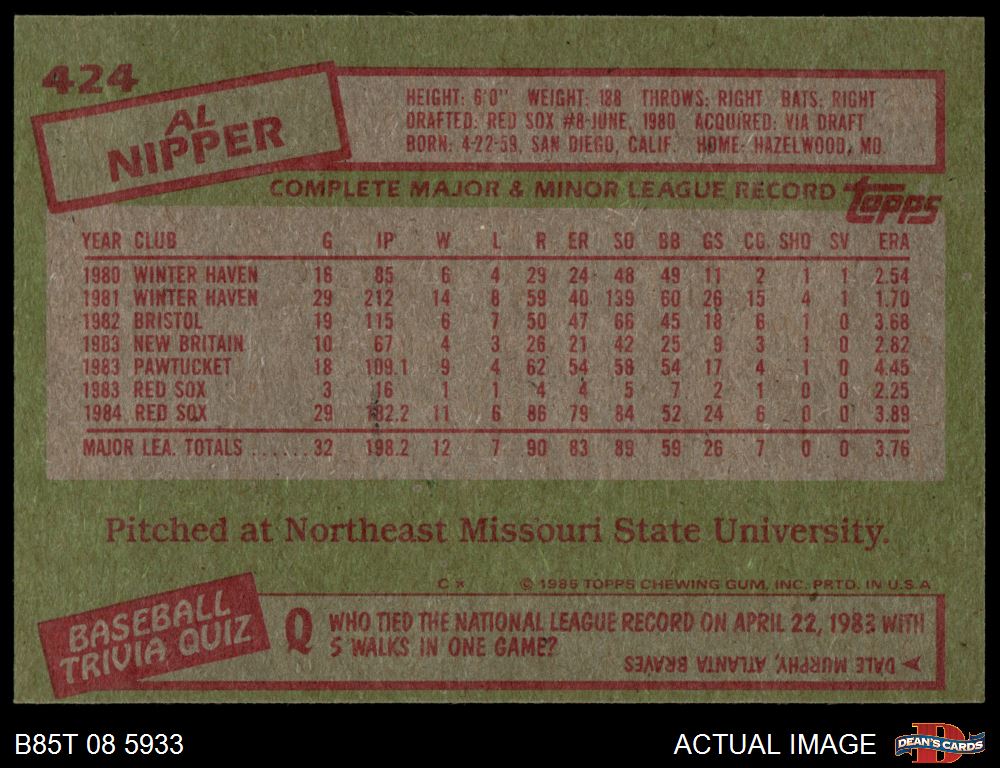 424
AL
NIPPER
HEIGHT: 6'0" WEIGHT: 188 THROWS: RIGHT BATS: RIGHT
DRAFTED: RED SOX #8-JUNE, 1980 ACQUIRED: VIA DRAFT
BORN: 4-22-59, SAN DIEGO, CALIF. HOME: HAZELWOOD, MO.
COMPLETE MAJOR & MINOR LEAGUE RECORD topps
YEAR CLUB G IP W L R ER SO BB GS CG SHO SV ERA
1980 WINTER HAVEN 16 85 6 4 29 24 48 49 11 2 1 1 2.54
1981 WINTER HAVEN 29 212 14 8 59 40 139 60 26 15 4 1 1.70
1982 BRISTOL 19 115 6 7 50 47 66 45 18 6 1 0 3.68
1983 NEW BRITAIN 10 67 4 3 26 21 42 25 9 3 1 0 2.82
1983 PAWTUCKET 18 109.1 9 4 62 54 58 54 17 4 1 0 4.45
1983 RED SOX 3 16 1 1 4 4 5 7 2 1 0 0 2.25
1984 RED SOX 29 182.2 11 6 86 79 84 52 24 6 0 0 3.89
MAJOR LEA. TOTALS ...... 32 198.2 12 7 90 83 89 59 26 7 0 0 3.76
Pitched at Northeast Missouri State University.
C* © 1985 TOPPS CHEWING GUM, INC. PRTD. IN U.S.A.
BASEBALL
TRIVIA QUIZ
Q WHO TIED THE NATIONAL LEAGUE RECORD ON APRIL 22, 1983 WITH
5 WALKS IN ONE GAME?
DALE MURPHY, ATLANTA BRAVES
B85T 08 5933
ACTUAL IMAGE
D
DEAN'S CARDS